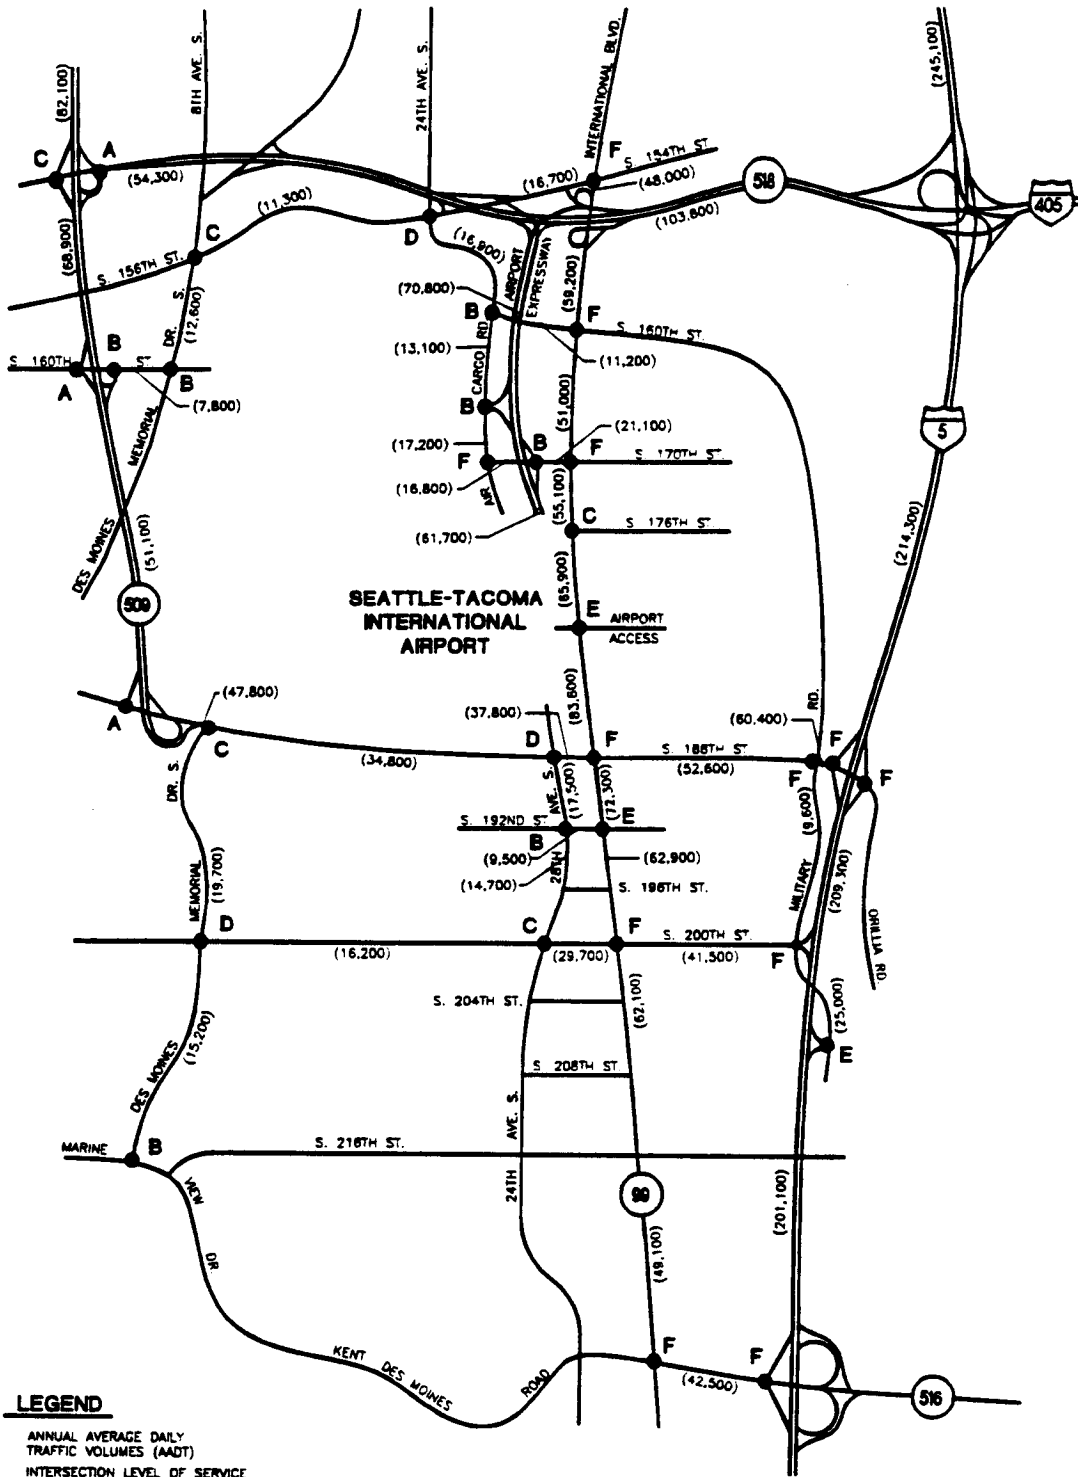 (82,100)
8TH AVE. S.
24TH AVE. S.
INTERNATIONAL BLVD.
(245,100)
C
A
(54,300)
F
S. 154TH ST.
(16,700)
(48,000)
518
405
(103,800)
(11,300)
(68,900)
C
D
(16,900)
C
S. 156TH ST.
AIRPORT
EXPRESSWAY
(70,800)
(59,200)
DR. S.
(12,600)
B
F
S. 160TH ST.
(13,100)
CARGO RD
(11,200)
S. 160TH ST.
B
A
B
(7,800)
(51,000)
B
5
MEMORIAL
(17,200)
(21,100)
B
F
F
S. 170TH ST.
(16,800)
AIR
(55,100)
(61,700)
C
S. 176TH ST.
(214,300)
DES MOINES
(51,100)
509
(65,900)
SEATTLE-TACOMA
INTERNATIONAL
AIRPORT
E
AIRPORT
ACCESS
(47,800)
A
C
(83,600)
(37,800)
(60,400)
RD.
D
F
S. 188TH ST.
F
(34,800)
(52,600)
F
F
DR. S.
AVE. S.
(17,500)
(72,300)
(9,600)
S. 192ND ST.
B
E
(9,500)
(62,900)
(14,700)
28TH
S. 196TH ST.
MEMORIAL
(19,700)
MILITARY
(209,300)
ORILLIA RD.
D
C
F
S. 200TH ST.
(16,200)
(29,700)
(41,500)
F
S. 204TH ST.
(62,100)
(25,000)
E
DES MOINES
(15,200)
S. 208TH ST.
AVE. S.
24TH
MARINE
B
S. 216TH ST.
VIEW
99
(201,100)
DR.
(49,100)
KENT
DES MOINES
ROAD
F
F
(42,500)
516
LEGEND
ANNUAL AVERAGE DAILY
TRAFFIC VOLUMES (AADT)
INTERSECTION LEVEL OF SERVICE